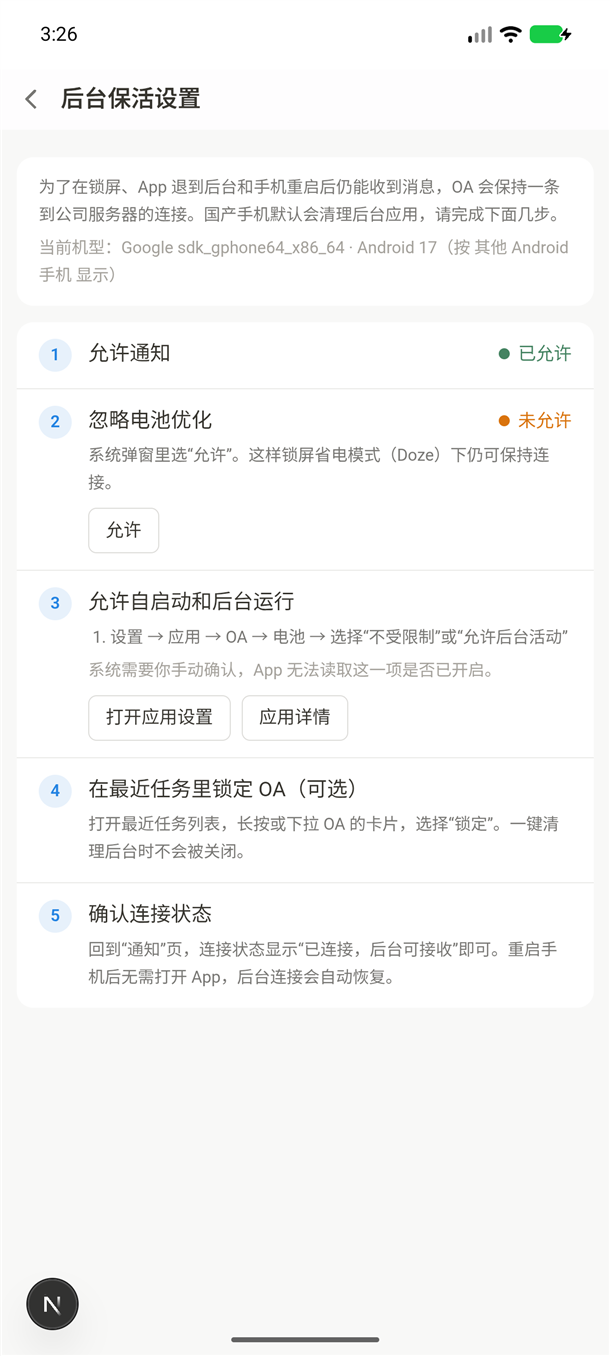 3:26
后台保活设置
为了在锁屏、App 退到后台和手机重启后仍能收到消息，OA 会保持一条
到公司服务器的连接。国产手机默认会清理后台应用，请完成下面几步。
当前机型：Google sdk_gphone64_x86_64 · Android 17（按 其他 Android
手机 显示）
1 允许通知 已允许
2 忽略电池优化 未允许
系统弹窗里选“允许”。这样锁屏省电模式（Doze）下仍可保持连
接。
允许
3 允许自启动和后台运行
1. 设置 → 应用 → OA → 电池 → 选择“不受限制”或“允许后台活动”
系统需要你手动确认，App 无法读取这一项是否已开启。
打开应用设置 应用详情
4 在最近任务里锁定 OA（可选）
打开最近任务列表，长按或下拉 OA 的卡片，选择“锁定”。一键清
理后台时不会被关闭。
5 确认连接状态
回到“通知”页，连接状态显示“已连接，后台可接收”即可。重启手
机后无需打开 App，后台连接会自动恢复。
N